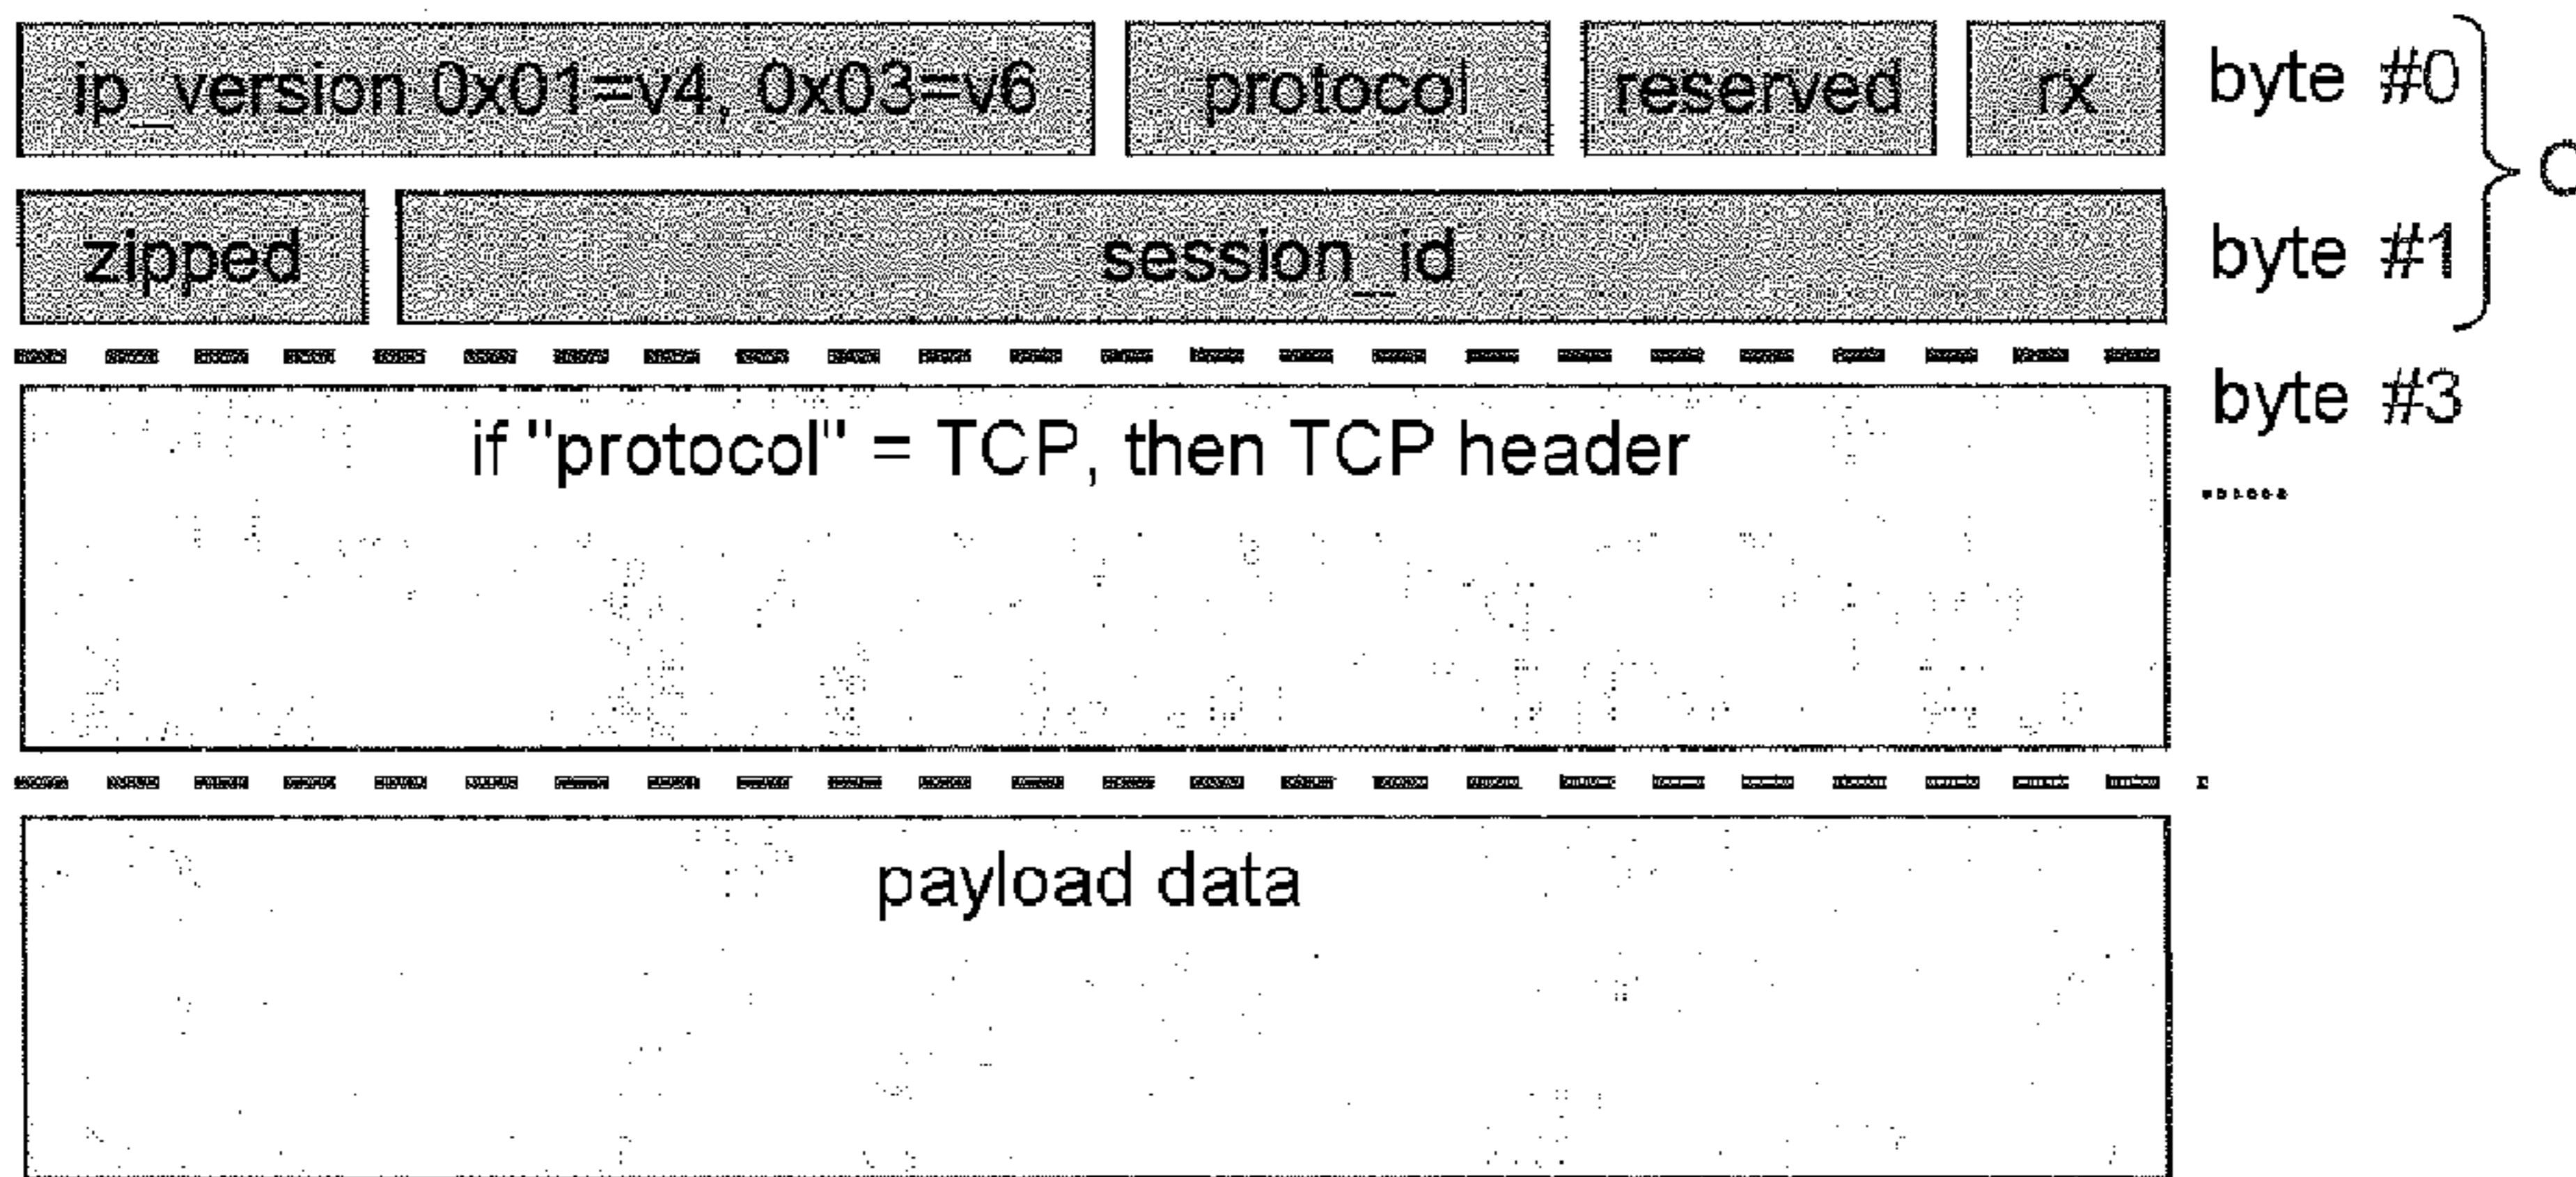 ip_version 0x01=v4, 0x03=v6 protocol reserved rx byte #0
zipped session_id byte #1
byte #3
if "protocol" = TCP, then TCP header
......
payload data